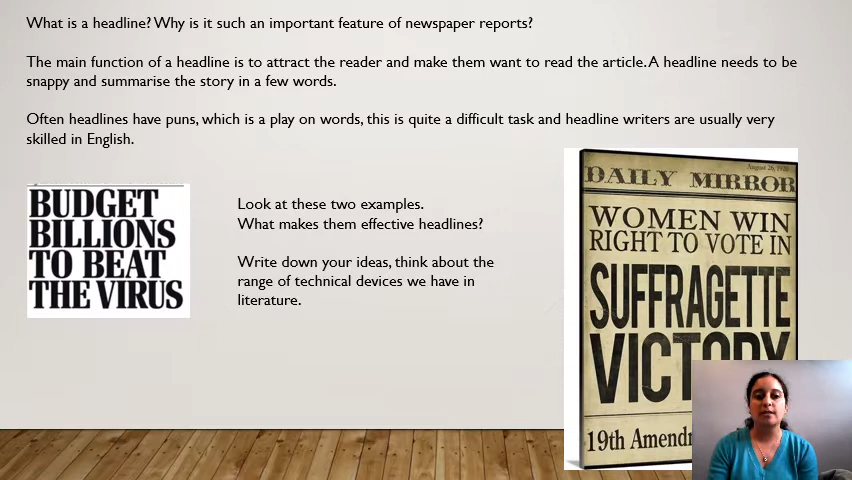 What is a headline? Why is it such an important feature of newspaper reports?
The main function of a headline is to attract the reader and make them want to read the article. A headline needs to be
snappy and summarise the story in a few words.
Often headlines have puns, which is a play on words, this is quite a difficult task and headline writers are usually very
skilled in English.
BUDGET
BILLIONS
TO BEAT
THE VIRUS
Look at these two examples.
What makes them effective headlines?
Write down your ideas, think about the
range of technical devices we have in
literature.
August 26, 1920
DAILY MIRROR
WOMEN WIN
RIGHT TO VOTE IN
SUFFRAGETTE
VICTORY
19th